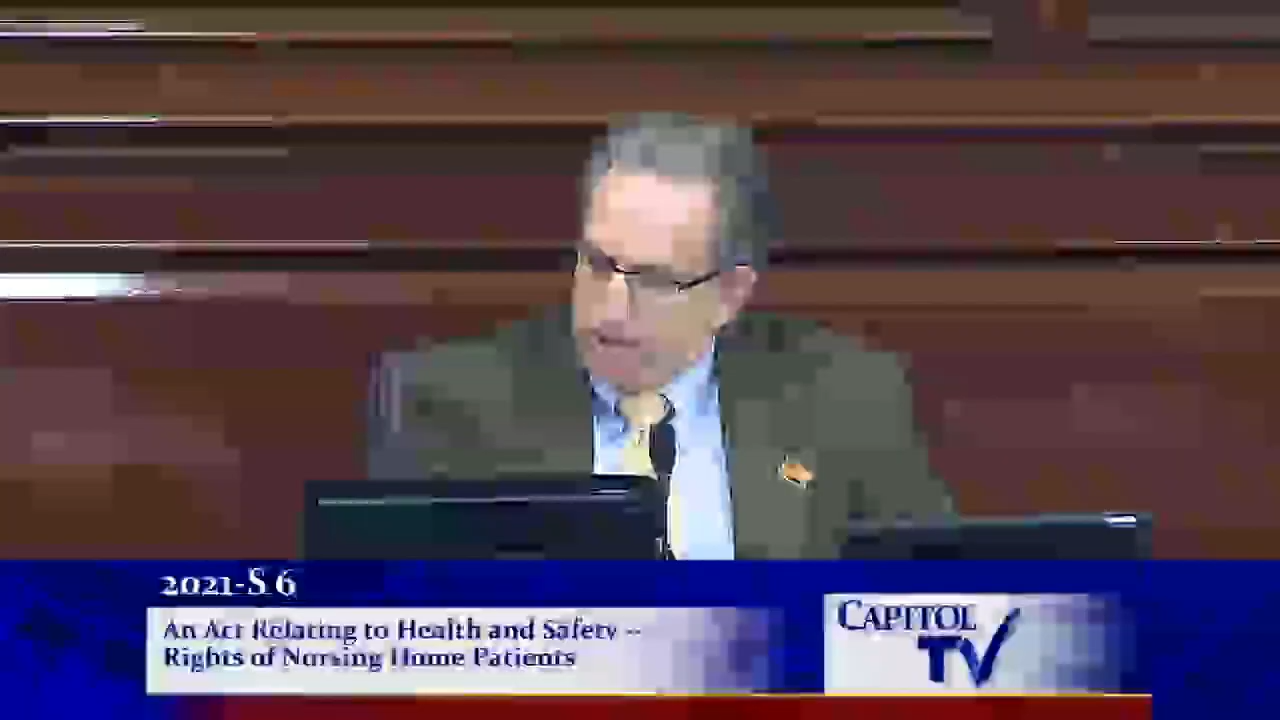 2021-S 6
An Act Relating to Health and Safety --
Rights of Nursing Home Patients
CAPITOL
TV